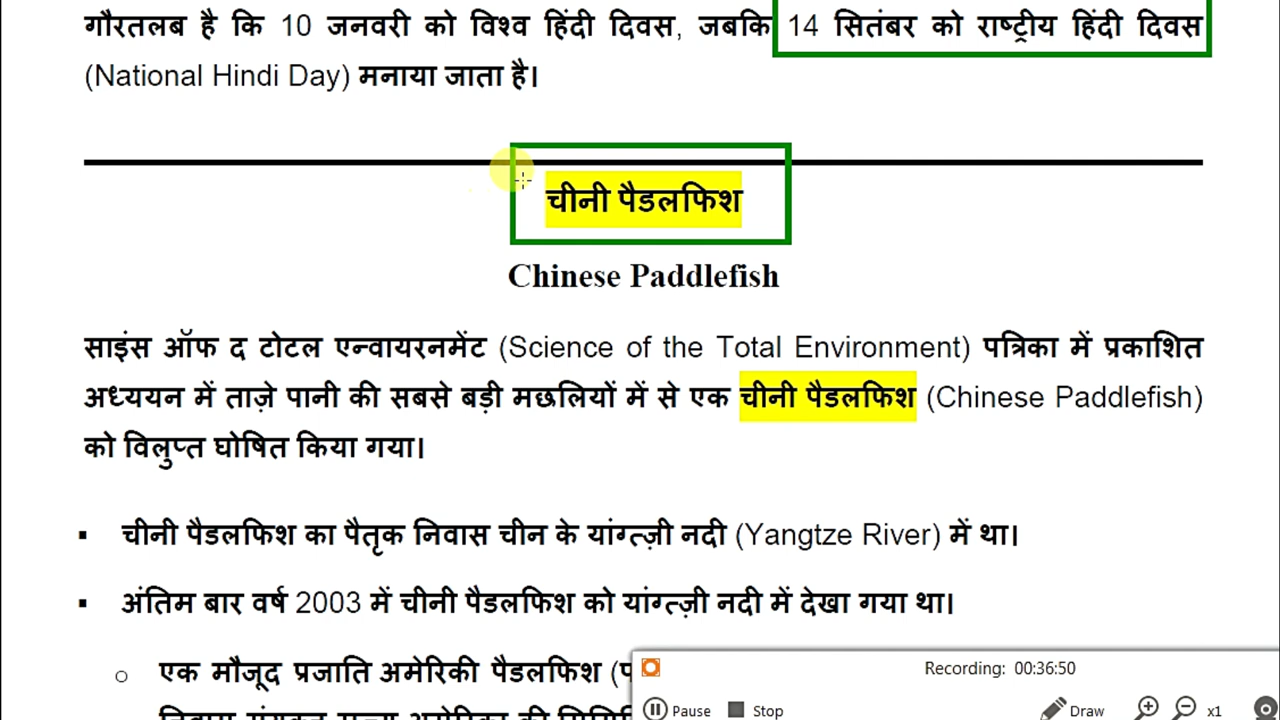 गौरतलब है कि 10 जनवरी को विश्व हिंदी दिवस, जबकि 14 सितंबर को राष्ट्रीय हिंदी दिवस
(National Hindi Day) मनाया जाता है।
चीनी पैडलफिश
Chinese Paddlefish
साइंस ऑफ द टोटल एन्वायरनमेंट (Science of the Total Environment) पत्रिका में प्रकाशित
अध्ययन में ताज़े पानी की सबसे बड़ी मछलियों में से एक चीनी पैडलफिश (Chinese Paddlefish)
को विलुप्त घोषित किया गया।
▪ चीनी पैडलफिश का पैतृक निवास चीन के यांग्त्ज़ी नदी (Yangtze River) में था।
▪ अंतिम बार वर्ष 2003 में चीनी पैडलफिश को यांग्त्ज़ी नदी में देखा गया था।
o एक मौजूद प्रजाति अमेरिकी पैडलफिश
Recording: 00:36:50
Pause Stop Draw x1